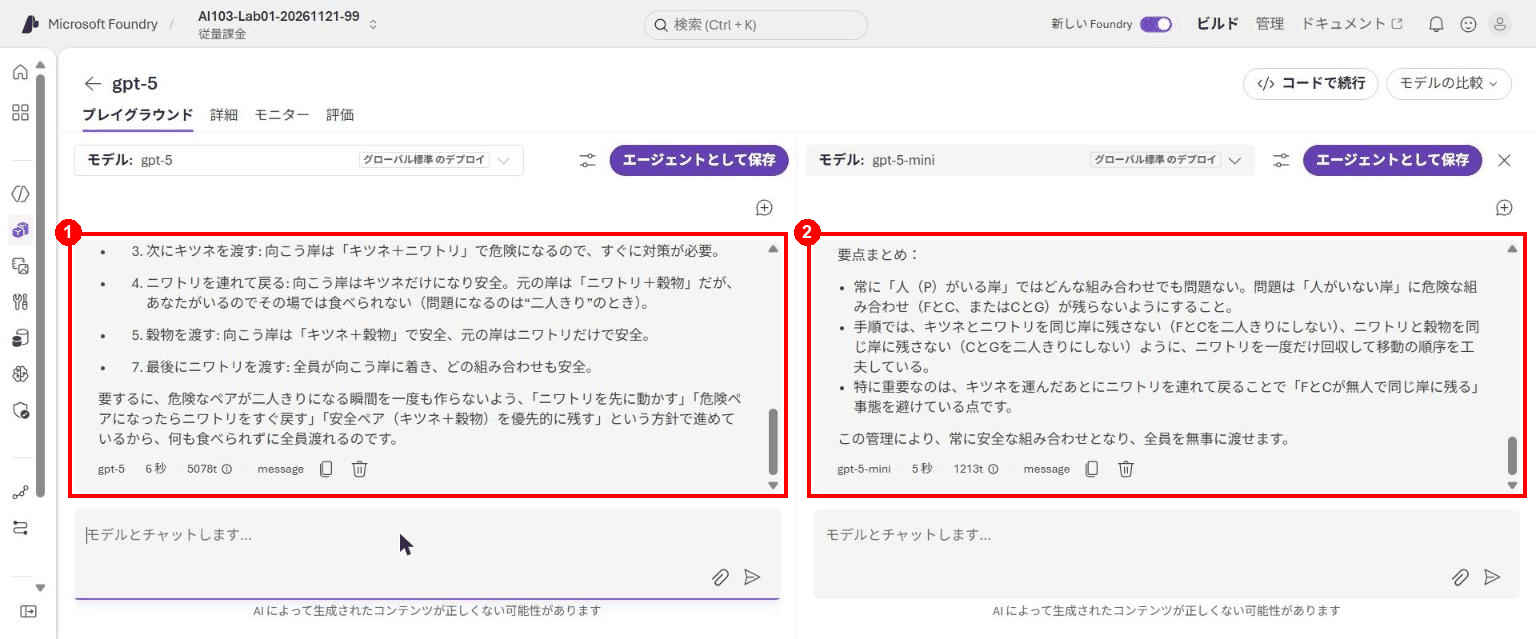 Microsoft Foundry / AI103-Lab01-20261121-99
従量課金
検索 (Ctrl + K)
新しい Foundry
ビルド
管理
ドキュメント
gpt-5
コードで続行
モデルの比較
プレイグラウンド
詳細
モニター
評価
モデル: gpt-5
グローバル標準 のデプロイ
エージェントとして保存
1
• 3. 次にキツネを渡す: 向こう岸は「キツネ＋ニワトリ」で危険になるので、すぐに対策が必要。
• 4. ニワトリを連れて戻る: 向こう岸はキツネだけになり安全。元の岸は「ニワトリ＋穀物」だが、
あなたがいるのでその場では食べられない（問題になるのは“二人きり”のとき）。
• 5. 穀物を渡す: 向こう岸は「キツネ＋穀物」で安全、元の岸はニワトリだけで安全。
• 7. 最後にニワトリを渡す: 全員が向こう岸に着き、どの組み合わせも安全。
要するに、危険なペアが二人きりになる瞬間を一度も作らないよう、「ニワトリを先に動かす」「危険ペ
アになったらニワトリをすぐ戻す」「安全ペア（キツネ＋穀物）を優先的に残す」という方針で進めて
いるから、何も食べられずに全員渡れるのです。
gpt-5 6 秒 5078t message
モデルとチャットします...
AI によって生成されたコンテンツが正しくない可能性があります
モデル: gpt-5-mini
グローバル標準 のデプロイ
エージェントとして保存
2
要点まとめ：
• 常に「人（P）がいる岸」ではどんな組み合わせでも問題ない。問題は「人がいない岸」に危険な組
み合わせ（FとC、またはCとG）が残らないようにすること。
• 手順では、キツネとニワトリを同じ岸に残さない（FとCを二人きりにしない）、ニワトリと穀物を同
じ岸に残さない（CとGを二人きりにしない）ように、ニワトリを一度だけ回収して移動の順序を工
夫している。
• 特に重要なのは、キツネを運んだあとにニワトリを連れて戻ることで「FとCが無人で同じ岸に残る」
事態を避けている点です。
この管理により、常に安全な組み合わせとなり、全員を無事に渡せます。
gpt-5-mini 5 秒 1213t message
モデルとチャットします...
AI によって生成されたコンテンツが正しくない可能性があります